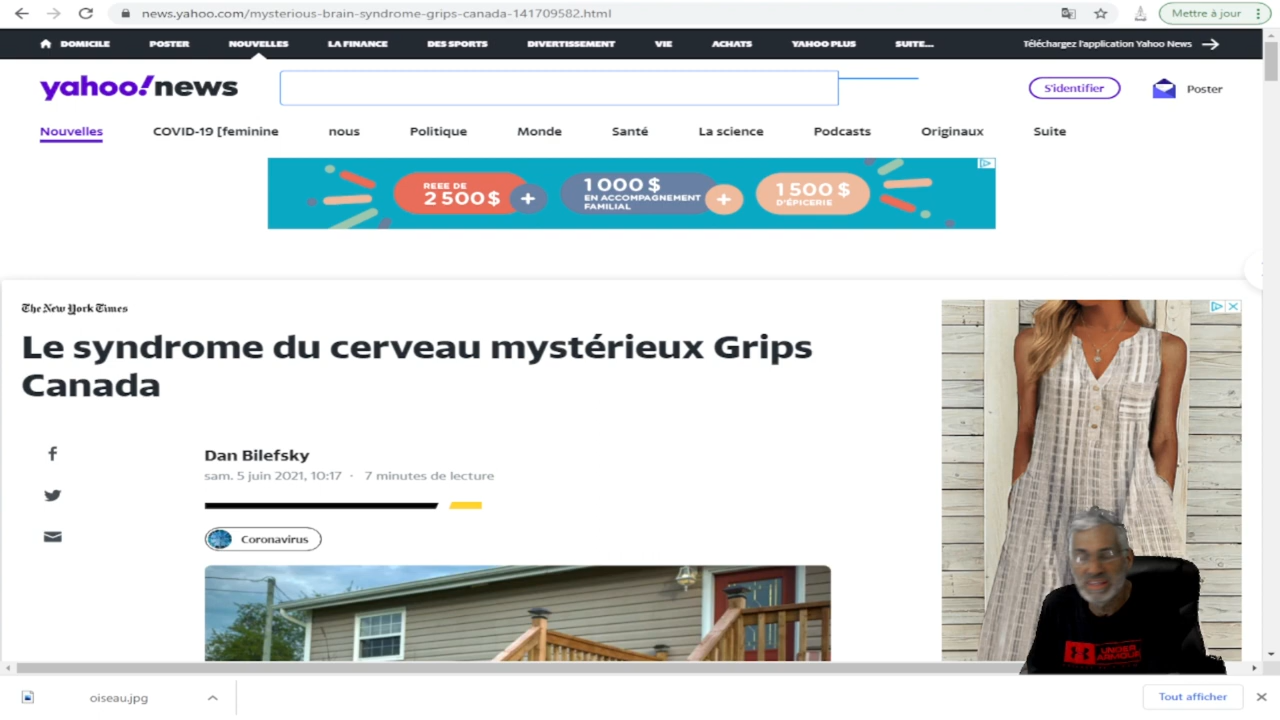 news.yahoo.com/mysterious-brain-syndrome-grips-canada-141709582.html
Mettre à jour
DOMICILE POSTER NOUVELLES LA FINANCE DES SPORTS DIVERTISSEMENT VIE ACHATS YAHOO PLUS SUITE... Téléchargez l'application Yahoo News
yahoo!news
S'identifier
Poster
Nouvelles COVID-19 [feminine nous Politique Monde Santé La science Podcasts Originaux Suite
REEE DE
2 500$
+
1 000 $
EN ACCOMPAGNEMENT
FAMILIAL
+
1 500 $
D'ÉPICERIE
The New York Times
Le syndrome du cerveau mystérieux Grips
Canada
Dan Bilefsky
sam. 5 juin 2021, 10:17 · 7 minutes de lecture
Coronavirus
UNDER
ARMOUR
oiseau.jpg
Tout afficher